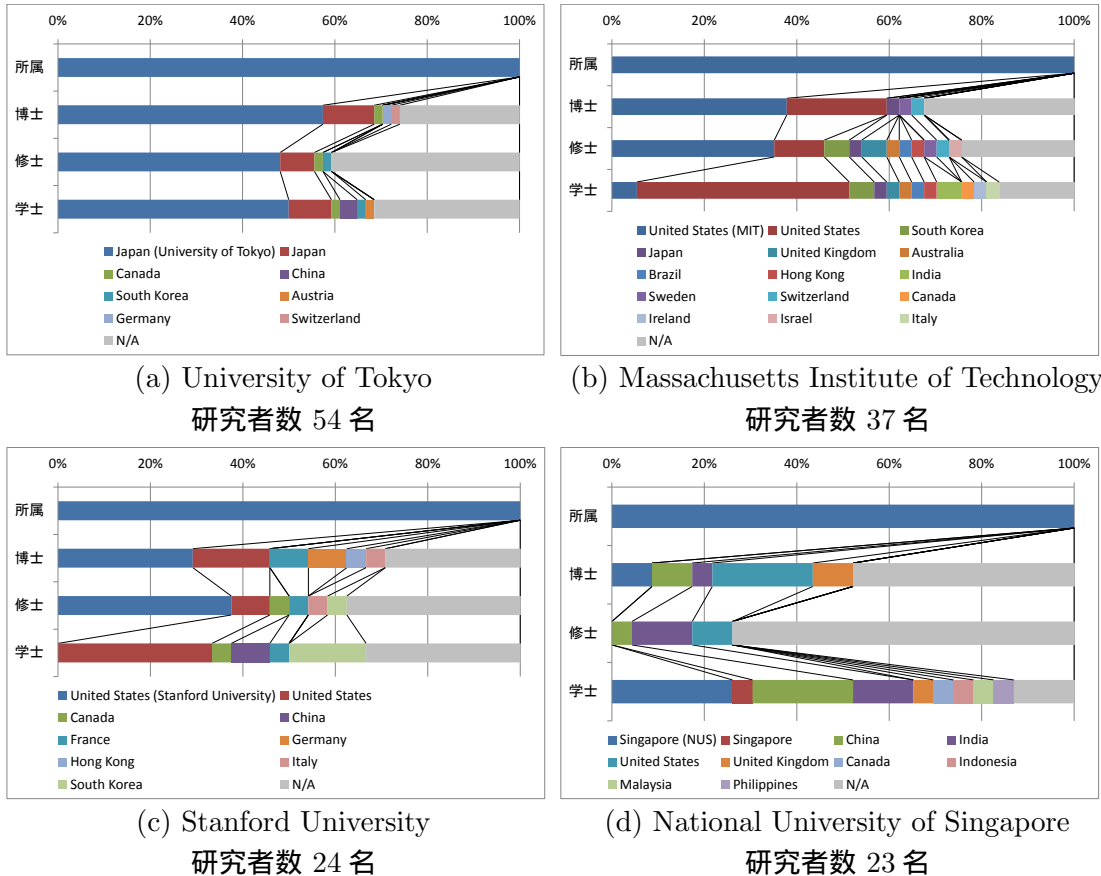 0% 20% 40% 60% 80% 100%
所属
博士
修士
学士
Japan (University of Tokyo) Japan
Canada China
South Korea Austria
Germany Switzerland
N/A
(a) University of Tokyo
研究者数 54 名
0% 20% 40% 60% 80% 100%
所属
博士
修士
学士
United States (MIT) United States South Korea
Japan United Kingdom Australia
Brazil Hong Kong India
Sweden Switzerland Canada
Ireland Israel Italy
N/A
(b) Massachusetts Institute of Technology
研究者数 37 名
0% 20% 40% 60% 80% 100%
所属
博士
修士
学士
United States (Stanford University) United States
Canada China
France Germany
Hong Kong Italy
South Korea N/A
(c) Stanford University
研究者数 24 名
0% 20% 40% 60% 80% 100%
所属
博士
修士
学士
Singapore (NUS) Singapore China India
United States United Kingdom Canada Indonesia
Malaysia Philippines N/A
(d) National University of Singapore
研究者数 23 名